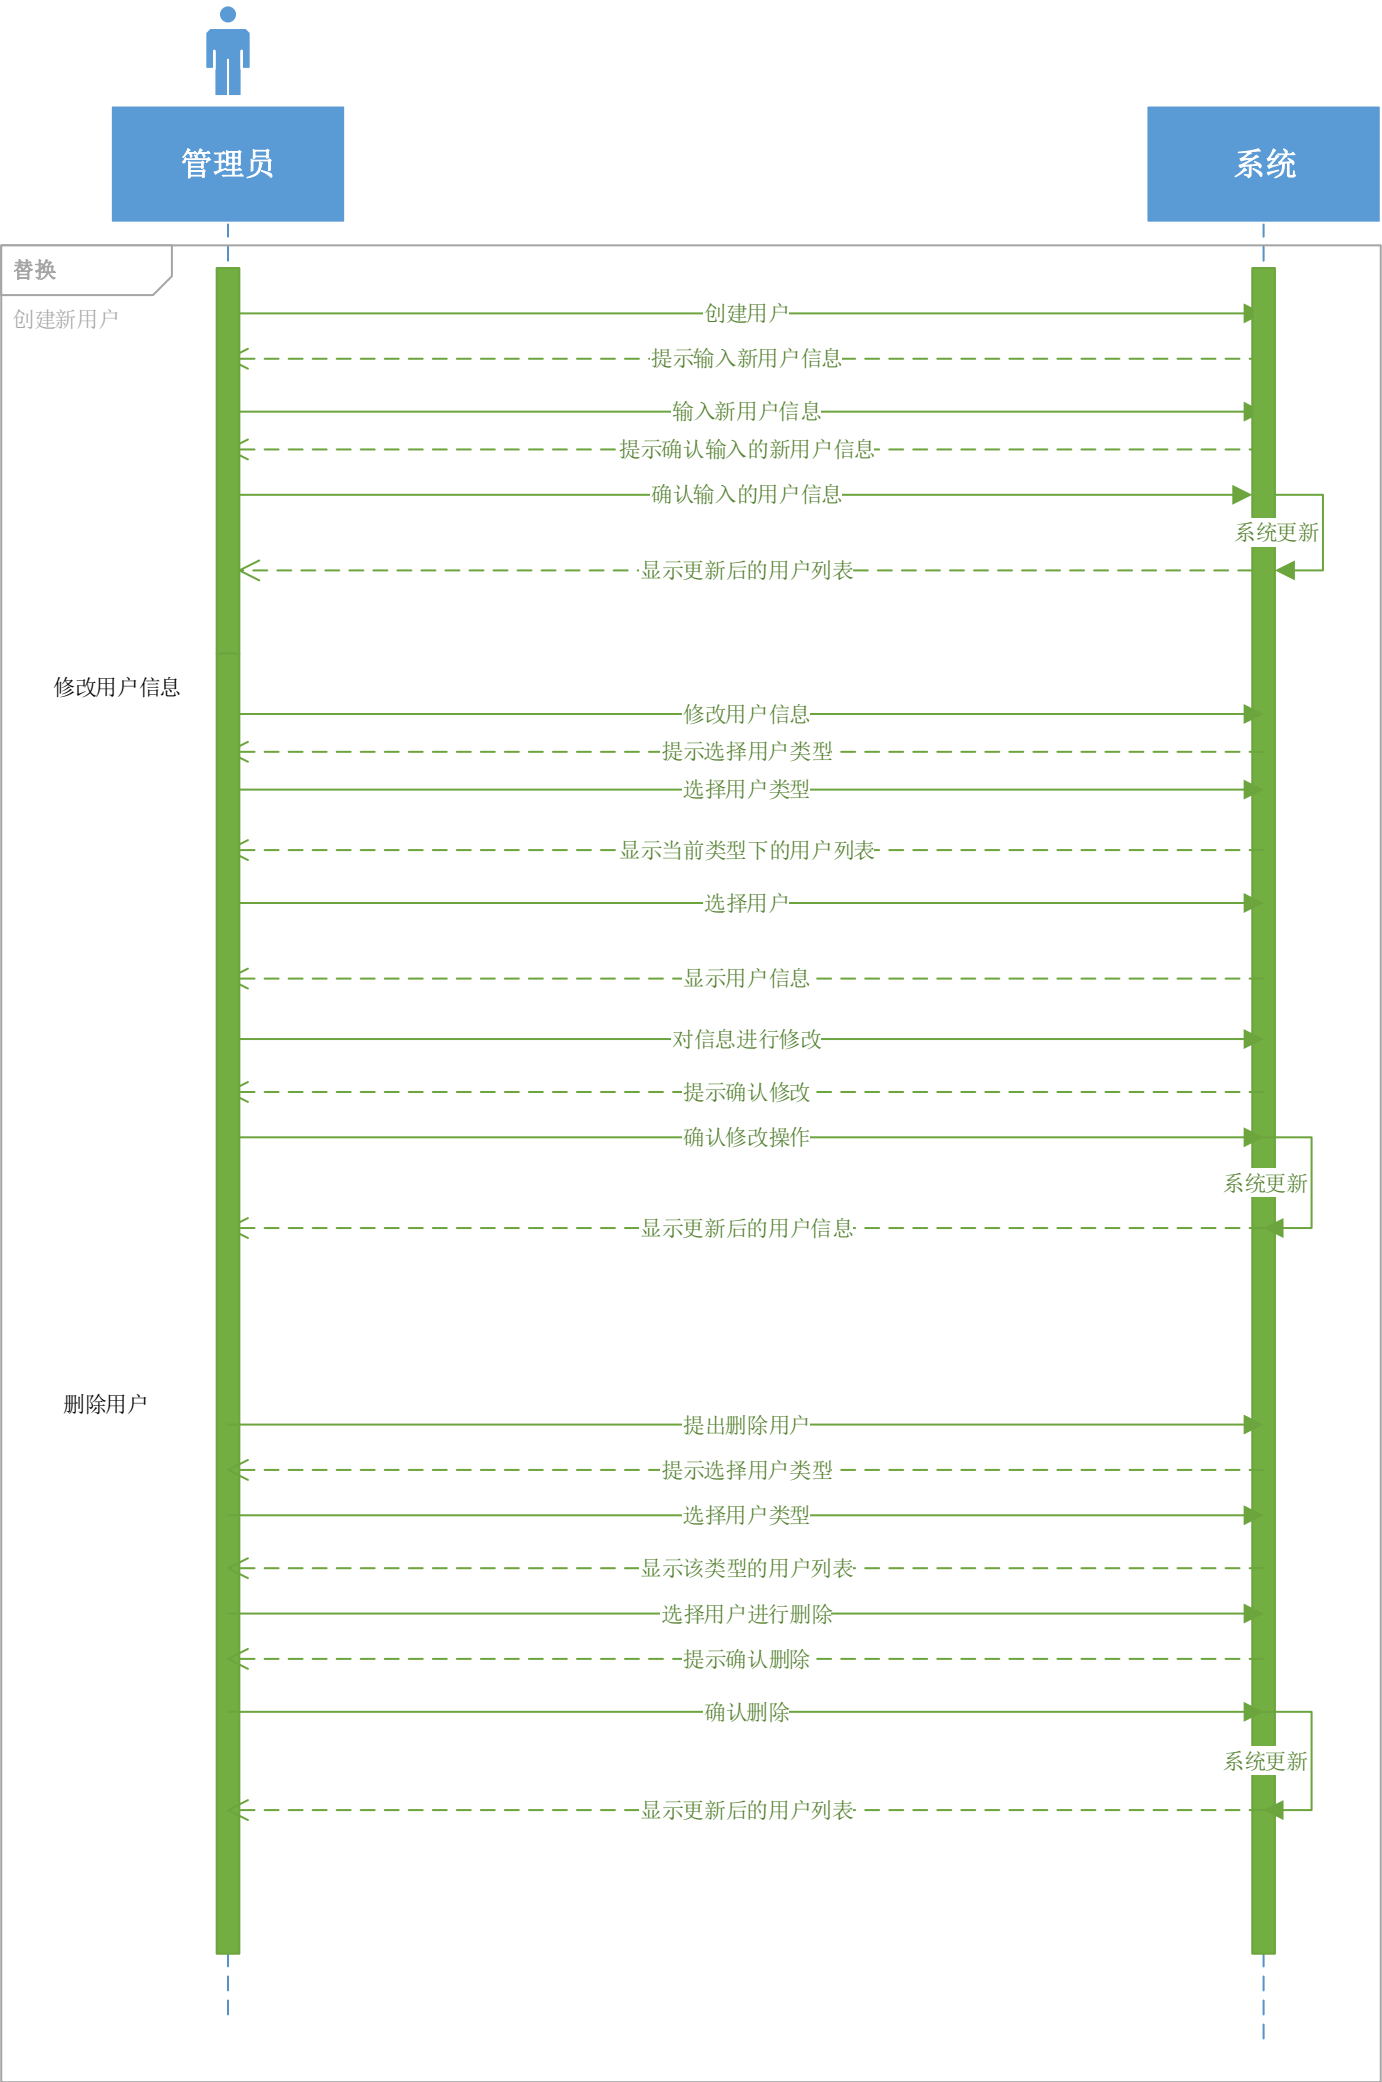 管理员
系统
替换
创建新用户
创建用户
提示输入新用户信息
输入新用户信息
提示确认输入的新用户信息
确认输入的用户信息
系统更新
显示更新后的用户列表
修改用户信息
修改用户信息
提示选择用户类型
选择用户类型
显示当前类型下的用户列表
选择用户
显示用户信息
对信息进行修改
提示确认修改
确认修改操作
系统更新
显示更新后的用户信息
删除用户
提出删除用户
提示选择用户类型
选择用户类型
显示该类型的用户列表
选择用户进行删除
提示确认删除
确认删除
系统更新
显示更新后的用户列表